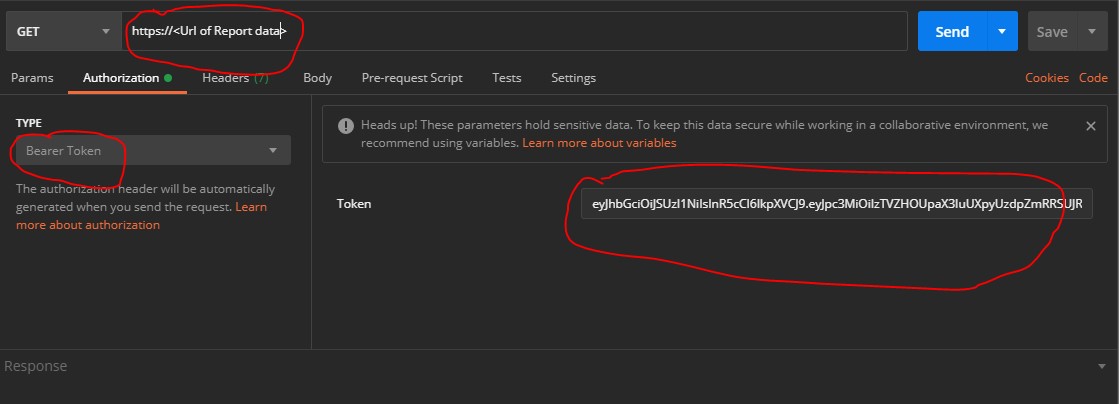 GET
https://<Url of Report data>
Send
Save
Params
Authorization
Headers (7)
Body
Pre-request Script
Tests
Settings
Cookies
Code
TYPE
Bearer Token
The authorization header will be automatically
generated when you send the request. Learn
more about authorization
Heads up! These parameters hold sensitive data. To keep this data secure while working in a collaborative environment, we
recommend using variables. Learn more about variables
Token
eyJhbGciOiJSUzI1NiIsInR5cCI6IkpXVCJ9.eyJpc3MiOiIzTVZHOUpaX3IuUXpyUzdpZmRRSUJR
Response